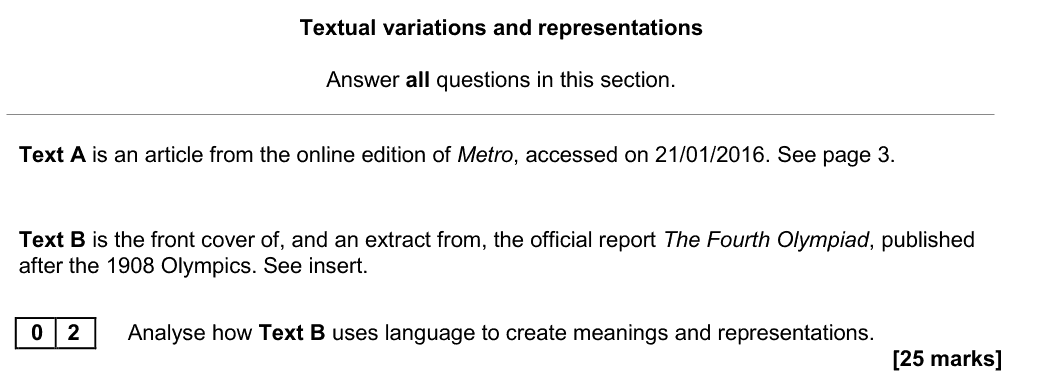 Textual variations and representations
Answer all questions in this section.
Text A is an article from the online edition of Metro, accessed on 21/01/2016. See page 3.
Text B is the front cover of, and an extract from, the official report The Fourth Olympiad, published
after the 1908 Olympics. See insert.
0 2 Analyse how Text B uses language to create meanings and representations.
[25 marks]